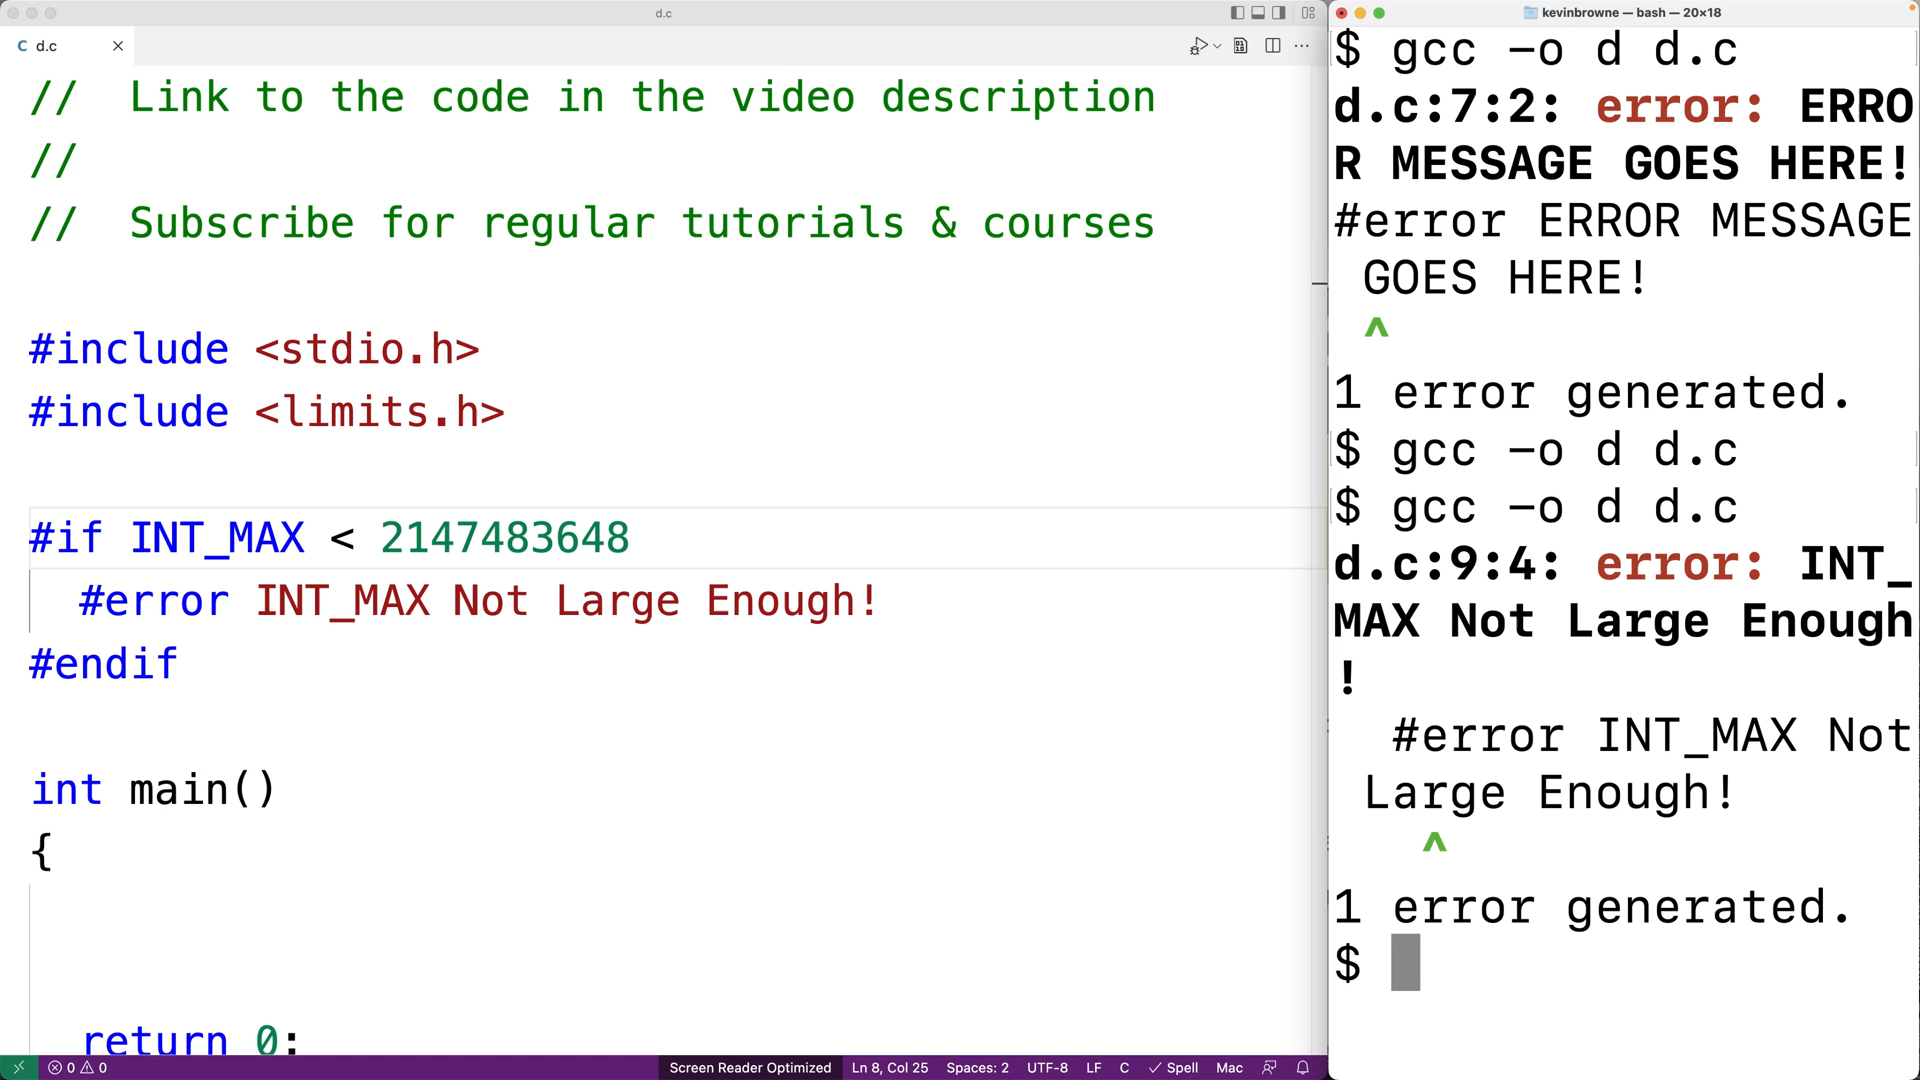 d.c
C d.c
// Link to the code in the video description
//
// Subscribe for regular tutorials & courses
#include <stdio.h>
#include <limits.h>
#if INT_MAX < 2147483648
#error INT_MAX Not Large Enough!
#endif
int main()
{
return 0;
0 0
Screen Reader Optimized
Ln 8, Col 25
Spaces: 2
UTF-8
LF
C
Spell
Mac
kevinbrowne — bash — 20×18
$ gcc -o d d.c
d.c:7:2: error: ERRO
R MESSAGE GOES HERE!
#error ERROR MESSAGE
GOES HERE!
^
1 error generated.
$ gcc -o d d.c
$ gcc -o d d.c
d.c:9:4: error: INT_
MAX Not Large Enough
!
#error INT_MAX Not
Large Enough!
^
1 error generated.
$